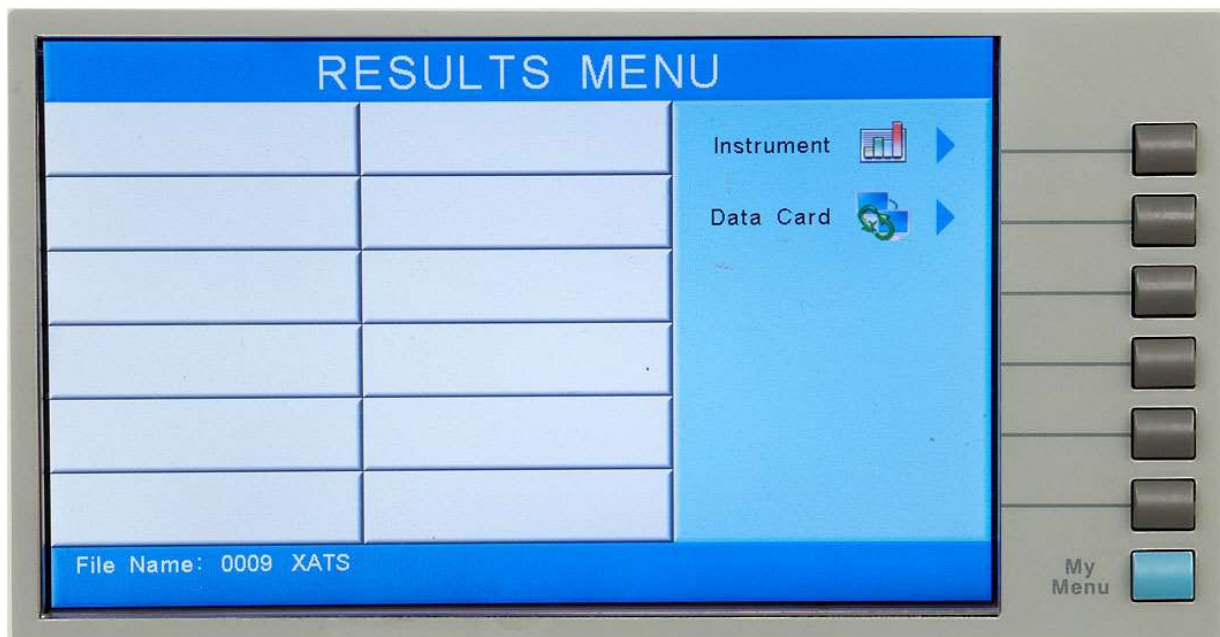 RESULTS MENU
Instrument
Data Card
File Name: 0009 XATS
My
Menu